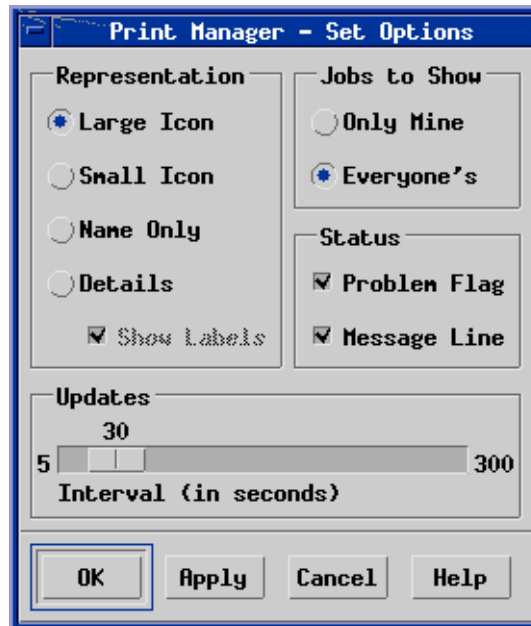 Print Manager - Set Options
Representation
Large Icon
Small Icon
Name Only
Details
Show Labels
Jobs to Show
Only Mine
Everyone's
Status
Problem Flag
Message Line
Updates
30
5
300
Interval (in seconds)
OK
Apply
Cancel
Help